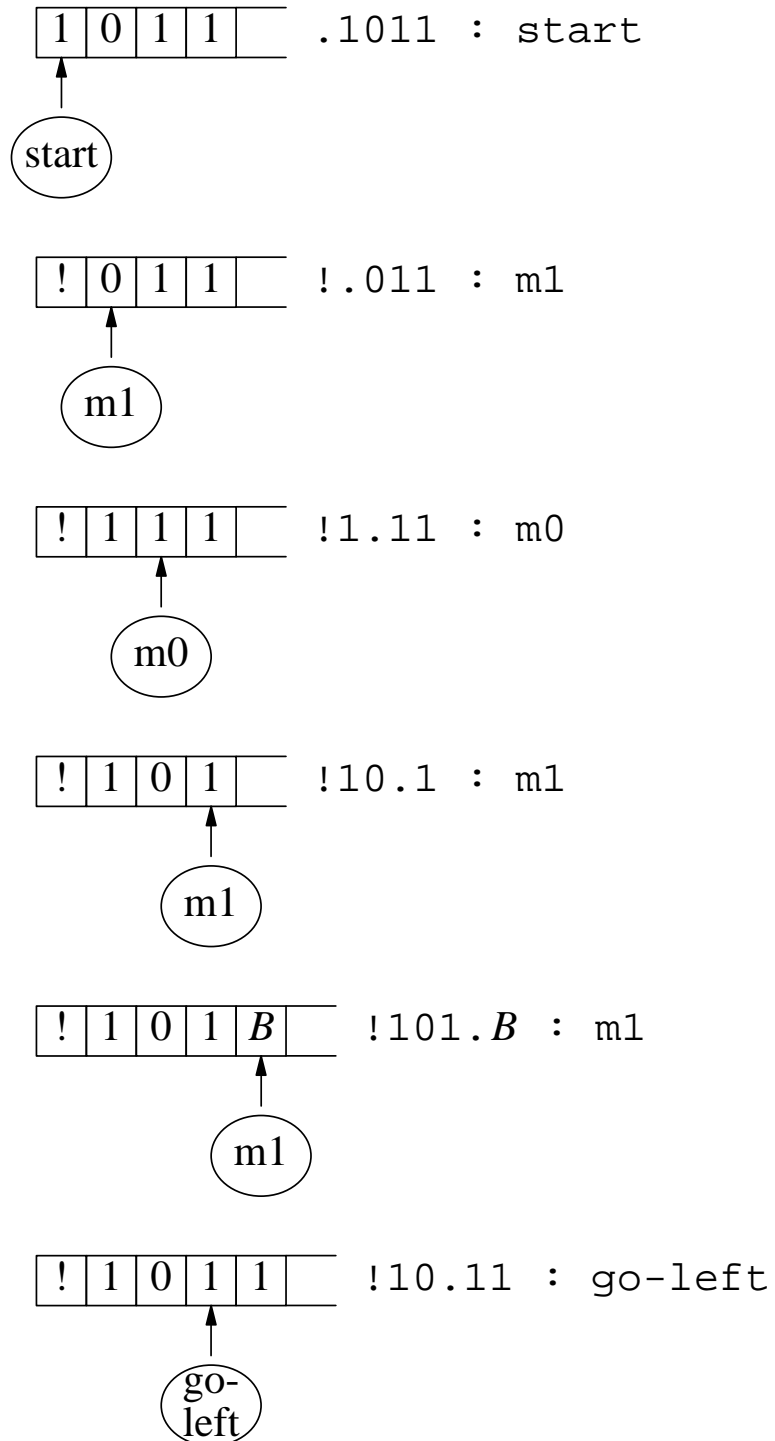 1 0 1 1 .1011 : start
start
! 0 1 1 !.011 : m1
m1
! 1 1 1 !1.11 : m0
m0
! 1 0 1 !10.1 : m1
m1
! 1 0 1 B !101.B : m1
m1
! 1 0 1 1 !10.11 : go-left
go-
left